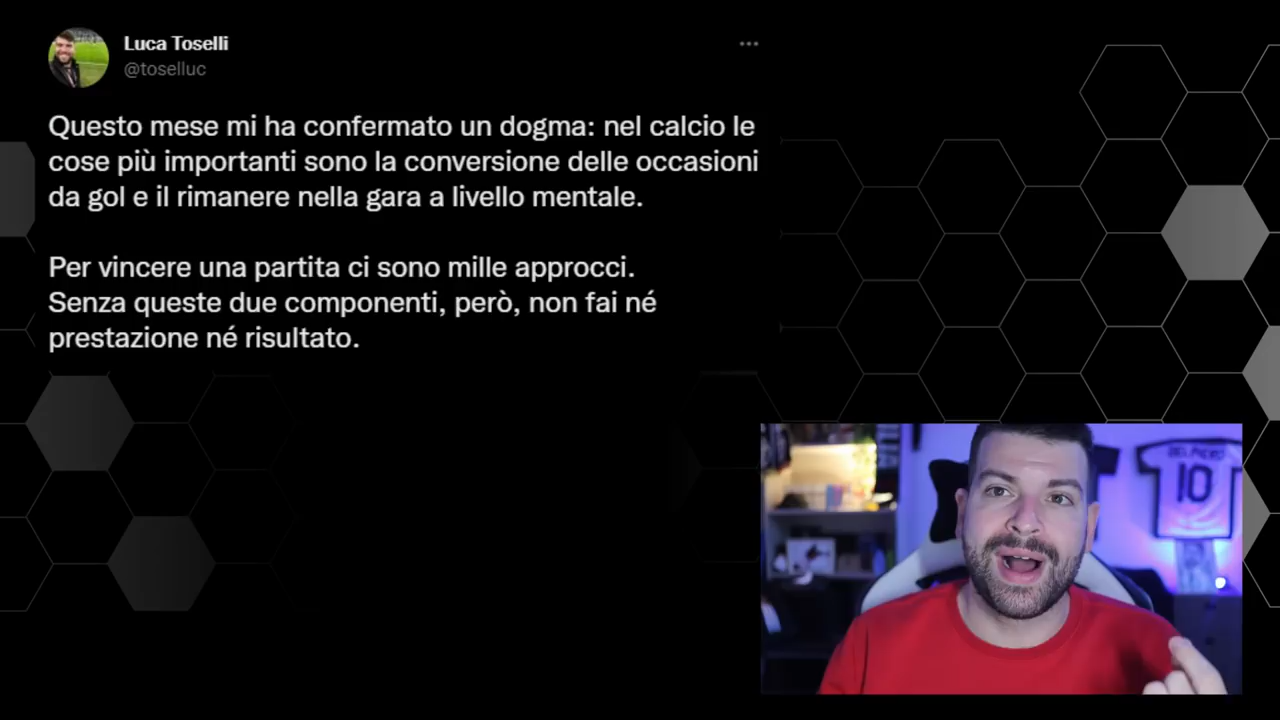 Luca Toselli
@toselluc
Questo mese mi ha confermato un dogma: nel calcio le
cose più importanti sono la conversione delle occasioni
da gol e il rimanere nella gara a livello mentale.
Per vincere una partita ci sono mille approcci.
Senza queste due componenti, però, non fai né
prestazione né risultato.
10